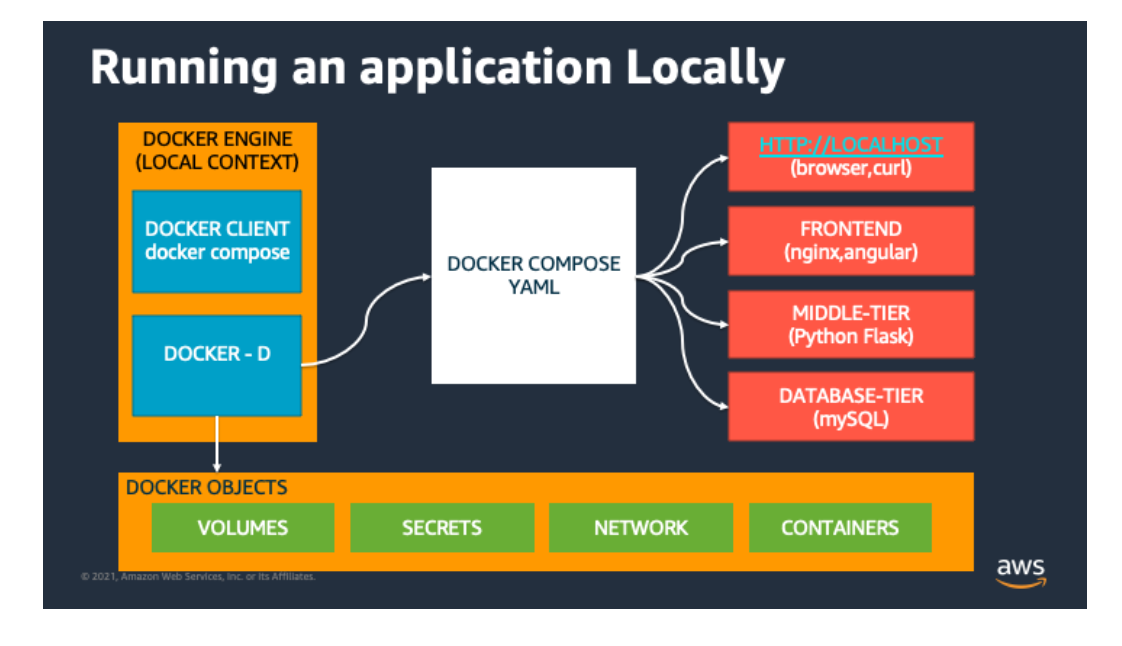 Running an application Locally
DOCKER ENGINE
(LOCAL CONTEXT)
DOCKER CLIENT
docker compose
DOCKER - D
DOCKER COMPOSE
YAML
HTTP://LOCALHOST
(browser,curl)
FRONTEND
(nginx,angular)
MIDDLE-TIER
(Python Flask)
DATABASE-TIER
(mySQL)
DOCKER OBJECTS
VOLUMES
SECRETS
NETWORK
CONTAINERS
© 2021, Amazon Web Services, Inc. or its Affiliates.
aws